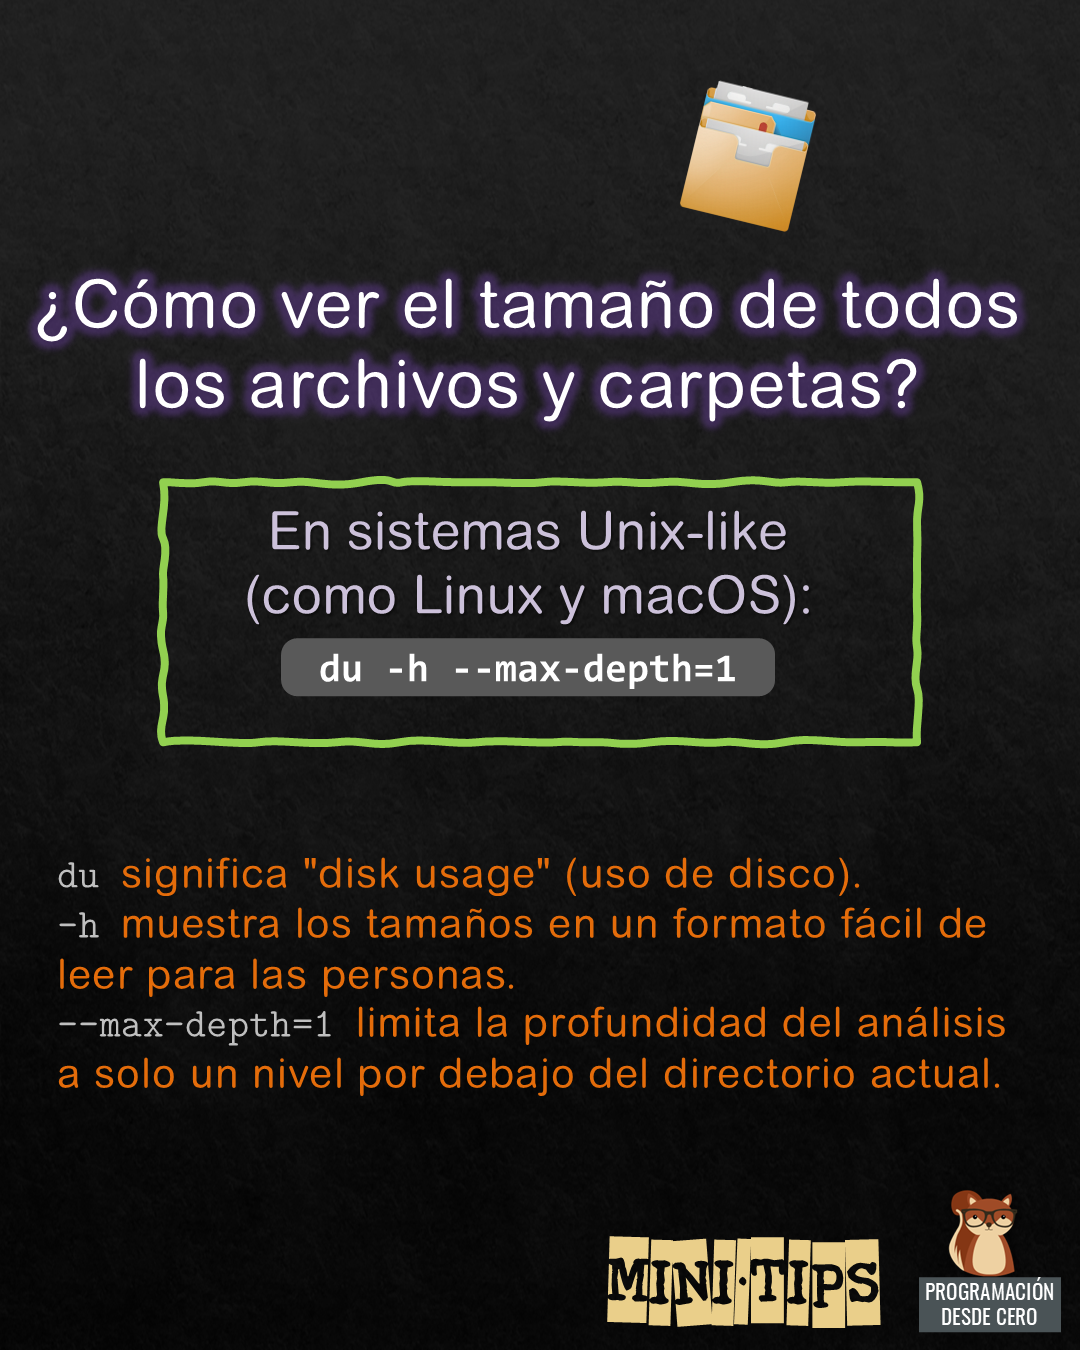 ¿Cómo ver el tamaño de todos
los archivos y carpetas?
En sistemas Unix-like
(como Linux y macOS):
du -h --max-depth=1
du significa "disk usage" (uso de disco).
-h muestra los tamaños en un formato fácil de
leer para las personas.
--max-depth=1 limita la profundidad del análisis
a solo un nivel por debajo del directorio actual.
MINI·TIPS
PROGRAMACIÓN
DESDE CERO